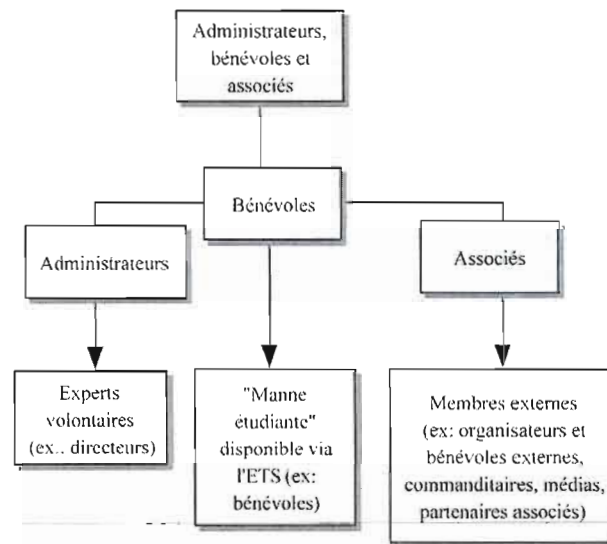 Administrateurs,
bénévoles et
associés
Bénévoles
Administrateurs
Associés
Experts
volontaires
(ex.. directeurs)
"Manne
étudiante"
disponible via
l'ETS (ex:
bénévoles)
Membres externes
(ex: organisateurs et
bénévoles externes,
commanditaires, médias,
partenaires associés)